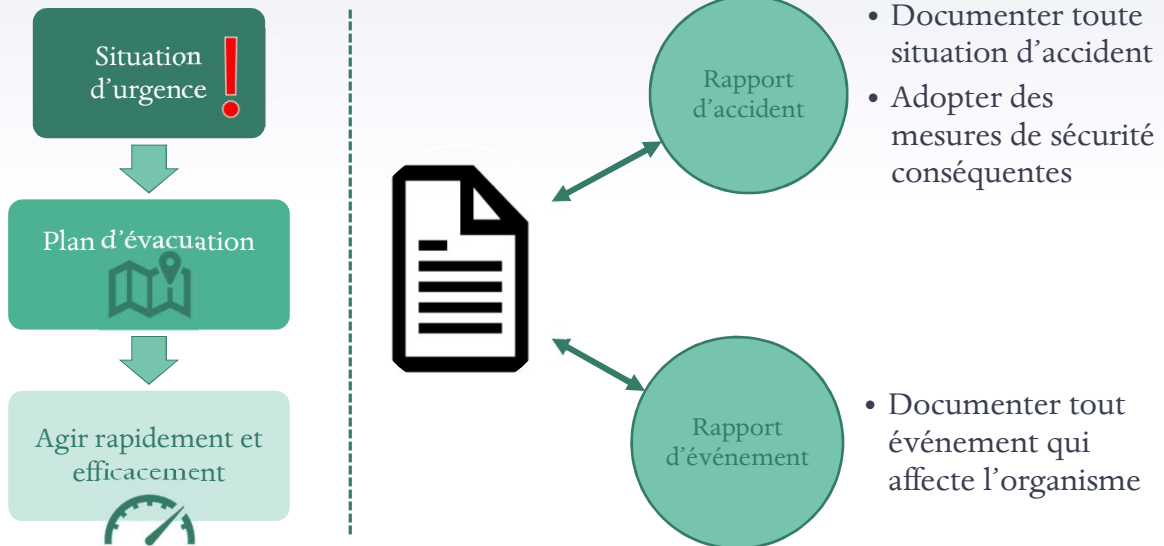 Situation
d’urgence
Plan d’évacuation
Agir rapidement et
efficacement
Rapport
d’accident
• Documenter toute
situation d’accident
• Adopter des
mesures de sécurité
conséquentes
Rapport
d’événement
• Documenter tout
événement qui
affecte l’organisme